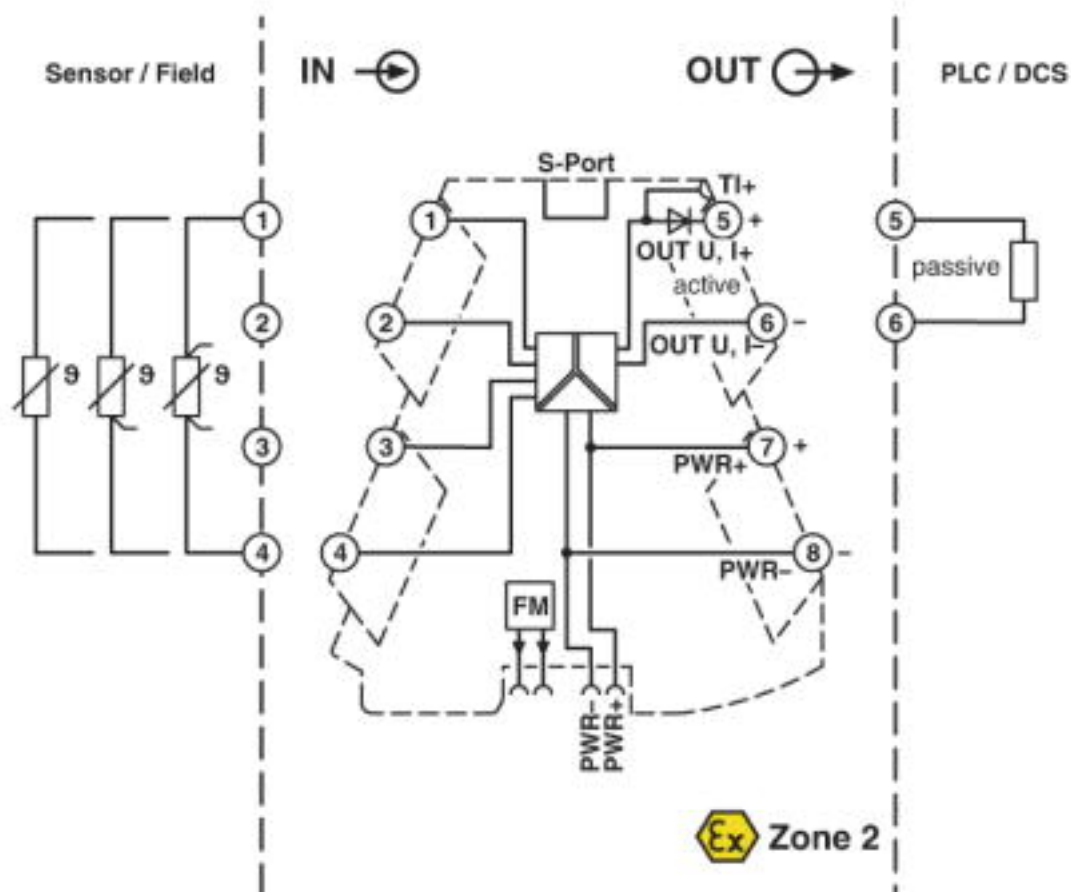 Sensor / Field
IN
OUT
PLC / DCS
S-Port
TI+
1
1
5
+
5
OUT U, I+
passive
active
2
2
6
–
6
OUT U, I–
ϑ
ϑ
ϑ
3
3
7
+
PWR+
4
4
8
–
PWR–
FM
PWR–
PWR+
Ex
Zone 2